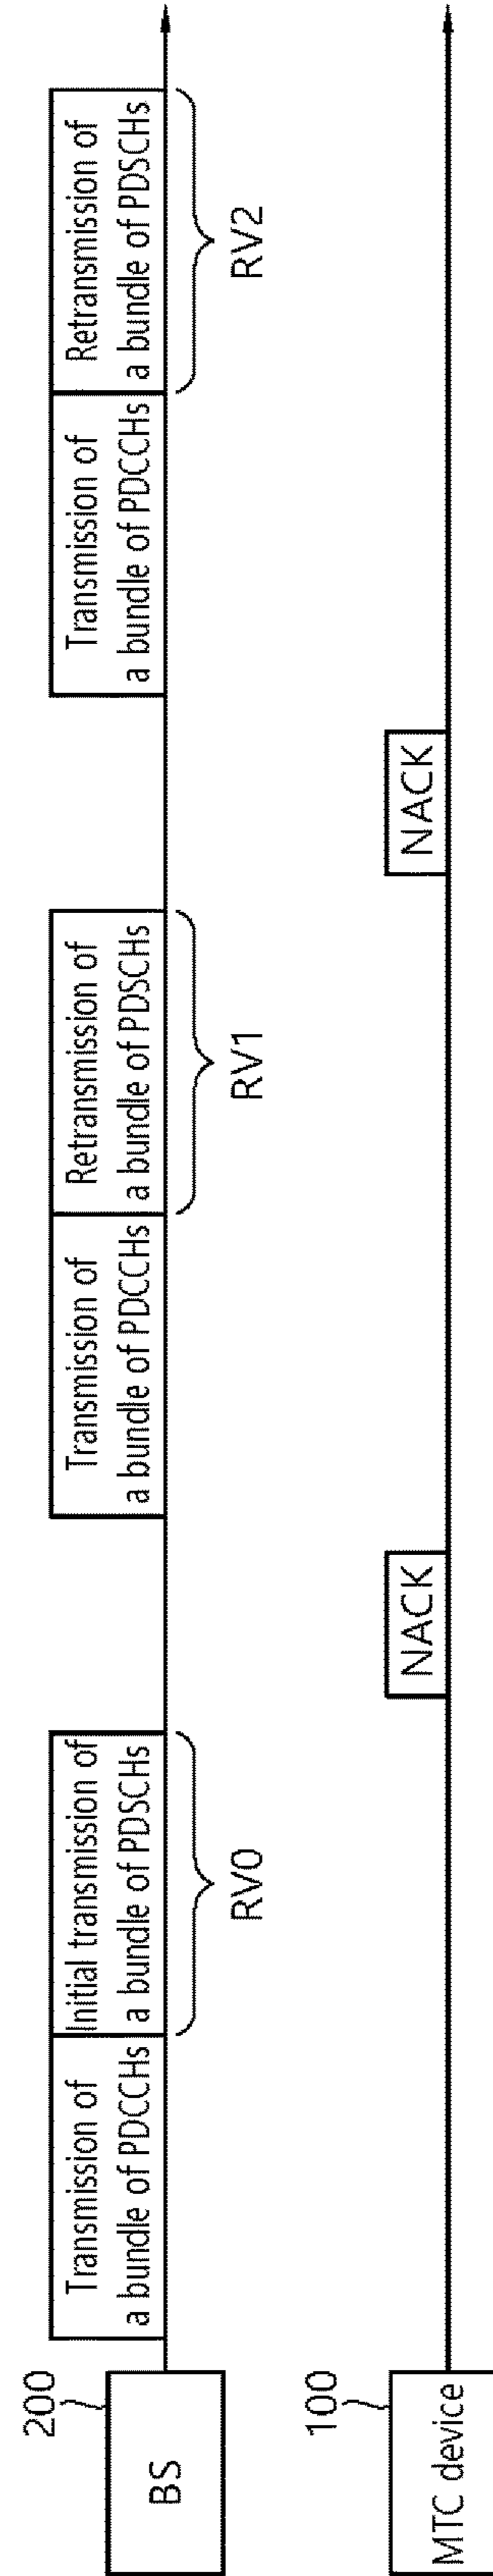 200
BS
Transmission of
a bundle of PDCCHs
Initial transmission of
a bundle of PDSCHs
RV0
Transmission of
a bundle of PDCCHs
Retransmission of
a bundle of PDSCHs
RV1
Transmission of
a bundle of PDCCHs
Retransmission of
a bundle of PDSCHs
RV2
100
MTC device
NACK
NACK